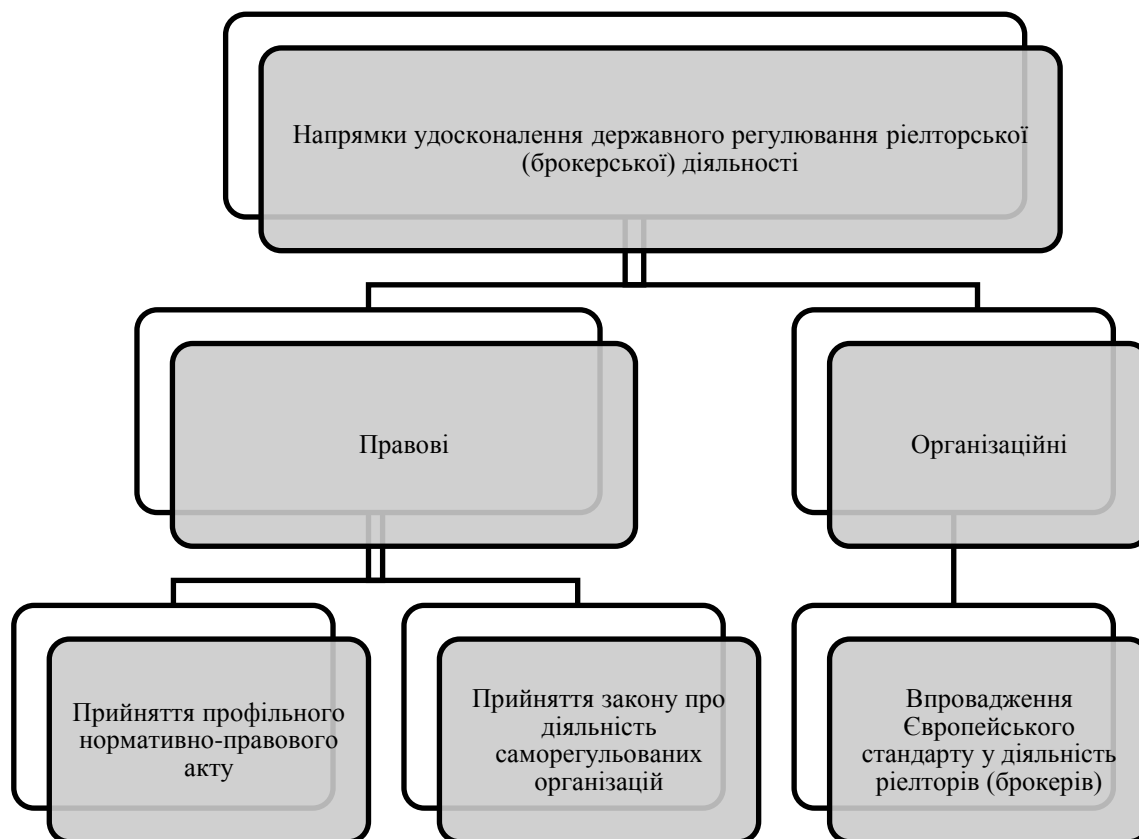 Напрямки удосконалення державного регулювання ріелторської
(брокерської) діяльності
Правові
Організаційні
Прийняття профільного
нормативно-правового
акту
Прийняття закону про
діяльність
саморегульованих
організацій
Впровадження
Європейського
стандарту у діяльність
ріелторів (брокерів)